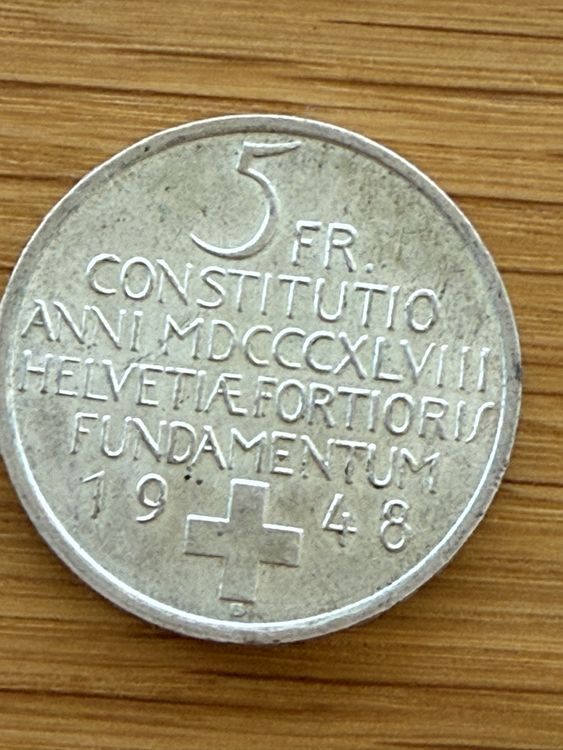 5 FR.
CONSTITUTIO
ANNI MDCCCXLVIII
HELVETIÆ FORTIORIS
FUNDAMENTUM
19 48
B